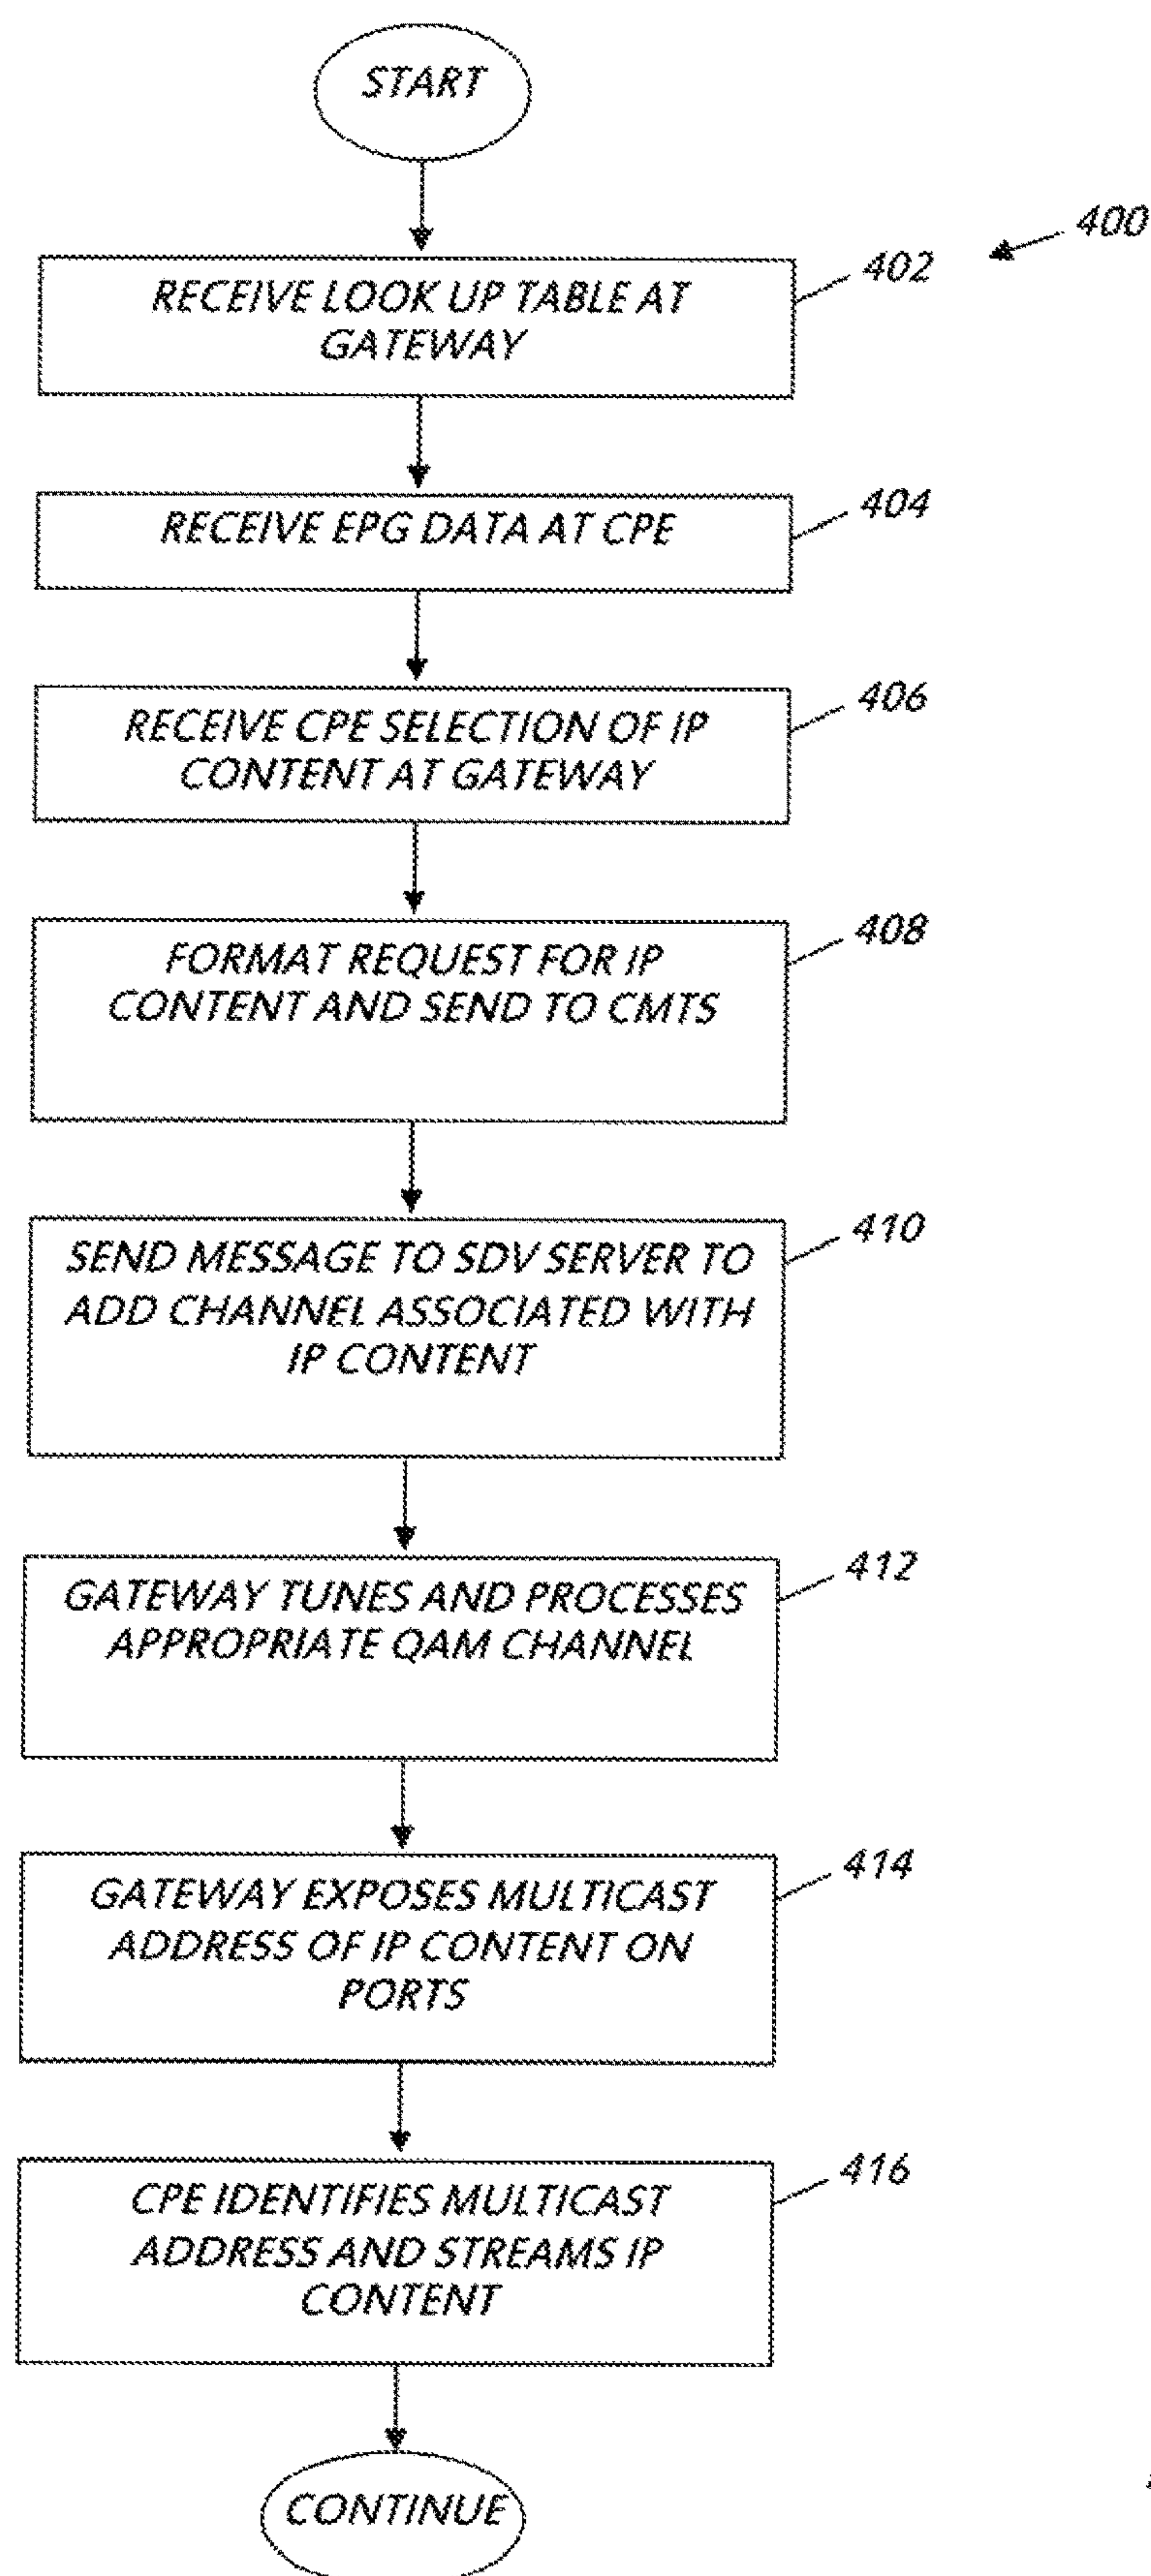 START
400
402
RECEIVE LOOK UP TABLE AT
GATEWAY
404
RECEIVE EPG DATA AT CPE
406
RECEIVE CPE SELECTION OF IP
CONTENT AT GATEWAY
408
FORMAT REQUEST FOR IP
CONTENT AND SEND TO CMTS
410
SEND MESSAGE TO SDV SERVER TO
ADD CHANNEL ASSOCIATED WITH
IP CONTENT
412
GATEWAY TUNES AND PROCESSES
APPROPRIATE QAM CHANNEL
414
GATEWAY EXPOSES MULTICAST
ADDRESS OF IP CONTENT ON
PORTS
416
CPE IDENTIFIES MULTICAST
ADDRESS AND STREAMS IP
CONTENT
CONTINUE